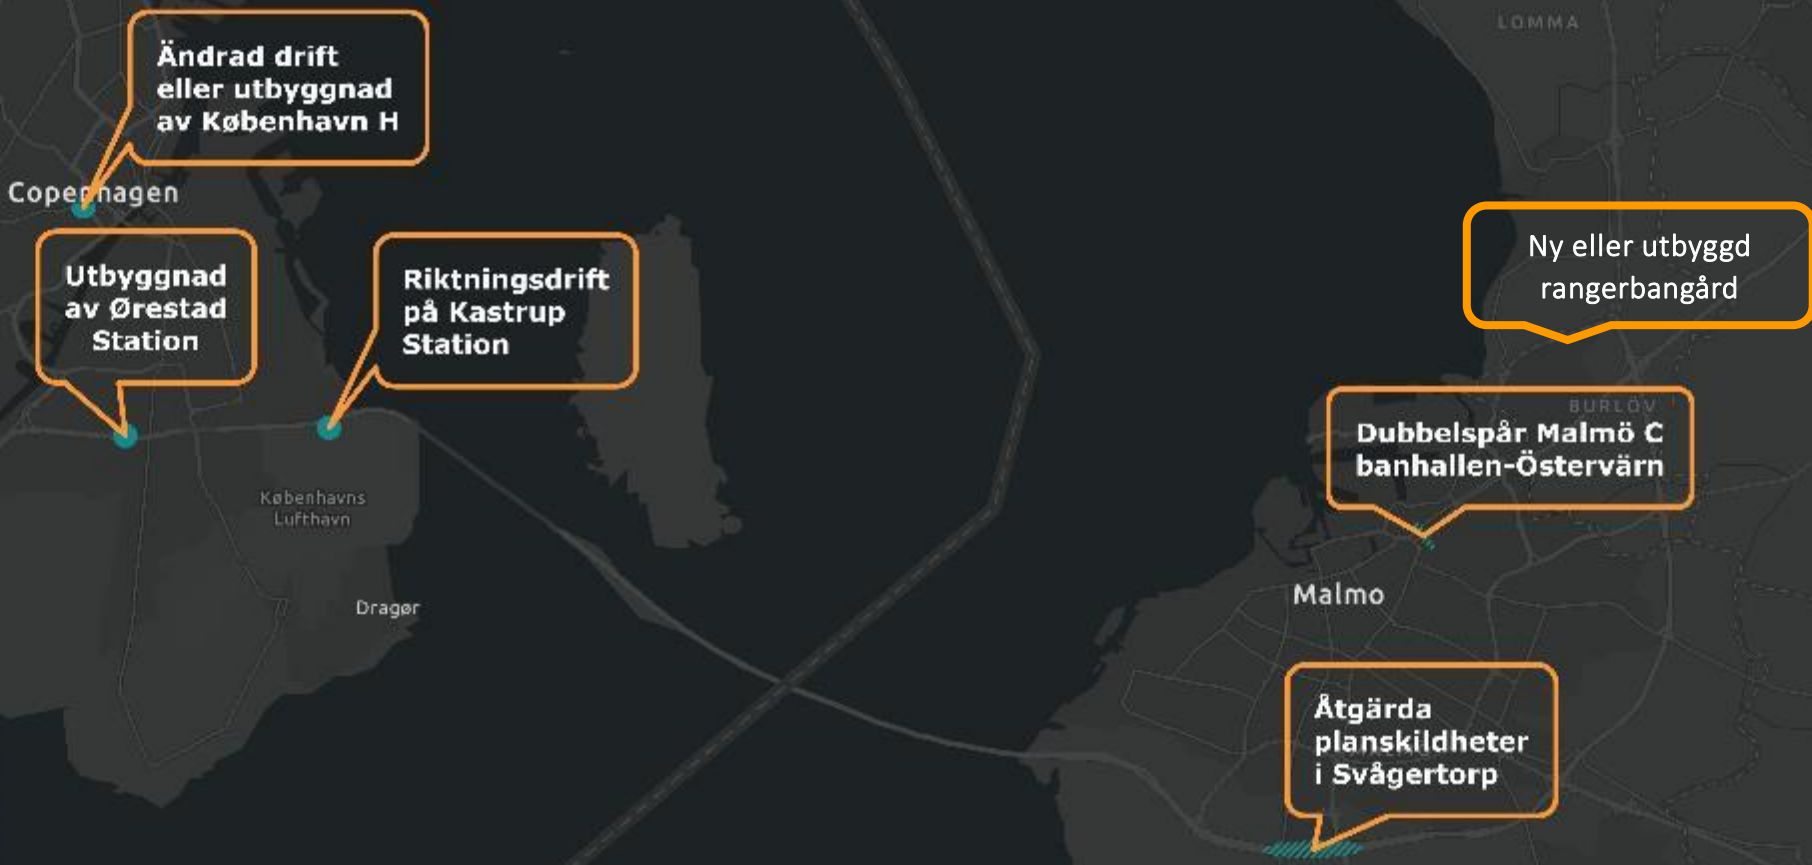 LOMMA
Ändrad drift
eller utbyggnad
av København H
Copenhagen
Utbyggnad
av Ørestad
Station
Riktningsdrift
på Kastrup
Station
Ny eller utbyggd
rangerbangård
BURLÖV
Dubbelspår Malmö C
banhallen-Östervärn
Københavns
Lufthavn
Dragør
Malmo
Åtgärda
planskildheter
i Svågertorp